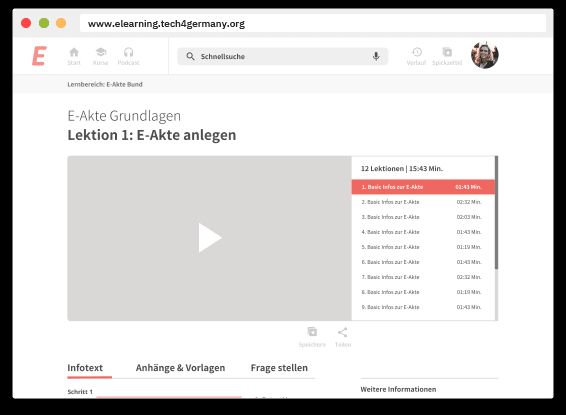 www.elearning.tech4germany.org
E
Start Kurse Podcast
Schnellsuche
Verlauf Spickzettel
Lernbereich: E-Akte Bund
E-Akte Grundlagen
Lektion 1: E-Akte anlegen
12 Lektionen | 15:43 Min.
1. Basic Infos zur E-Akte 01:43 Min.
2. Basic Infos zur E-Akte 02:32 Min.
3. Basic Infos zur E-Akte 02:03 Min.
4. Basic Infos zur E-Akte 01:43 Min.
5. Basic Infos zur E-Akte 01:19 Min.
6. Basic Infos zur E-Akte 01:43 Min.
7. Basic Infos zur E-Akte 02:32 Min.
8. Basic Infos zur E-Akte 01:19 Min.
9. Basic Infos zur E-Akte 01:43 Min.
Speichern Teilen
Infotext Anhänge & Vorlagen Frage stellen
Schritt 1
Weitere Informationen